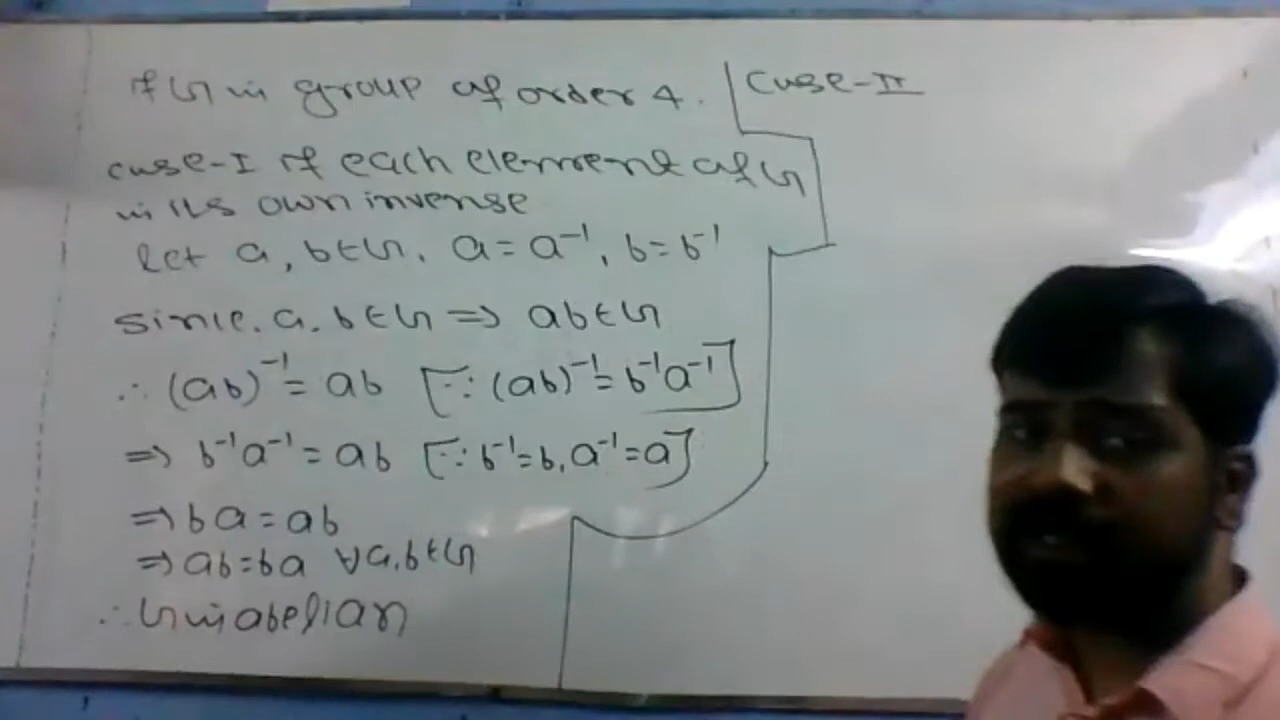 If G is group of order 4.
case-I If each element of G
is its own inverse
let a, b ∈ G. a = a⁻¹, b = b⁻¹
since. a. b ∈ G ⇒ ab ∈ G
∴ (ab)⁻¹ = ab [∵ (ab)⁻¹ = b⁻¹a⁻¹]
⇒ b⁻¹a⁻¹ = ab [∵ b⁻¹ = b, a⁻¹ = a]
⇒ ba = ab
⇒ ab = ba ∀ a, b ∈ G
∴ G is abelian
Case-II